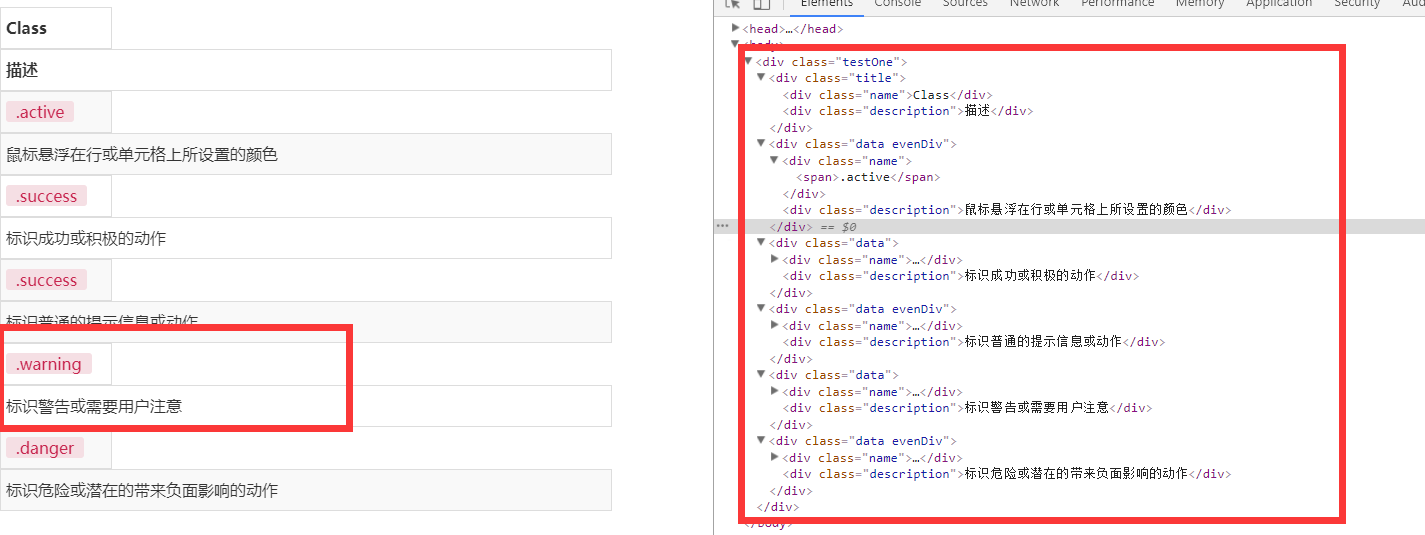 Class
描述
.active
鼠标悬浮在行或单元格上所设置的颜色
.success
标识成功或积极的动作
.success
标识普通的提示信息或动作
.warning
标识警告或需要用户注意
.danger
标识危险或潜在的带来负面影响的动作
Elements Console Sources Network Performance Memory Application Security Aud
▶<head>…</head>
▼<body>
▼<div class="testOne">
▼<div class="title">
<div class="name">Class</div>
<div class="description">描述</div>
</div>
▼<div class="data evenDiv">
▼<div class="name">
<span>.active</span>
</div>
<div class="description">鼠标悬浮在行或单元格上所设置的颜色</div>
••• </div> == $0
▼<div class="data">
▶<div class="name">…</div>
<div class="description">标识成功或积极的动作</div>
</div>
▼<div class="data evenDiv">
▶<div class="name">…</div>
<div class="description">标识普通的提示信息或动作</div>
</div>
▼<div class="data">
▶<div class="name">…</div>
<div class="description">标识警告或需要用户注意</div>
</div>
▼<div class="data evenDiv">
▶<div class="name">…</div>
<div class="description">标识危险或潜在的带来负面影响的动作</div>
</div>
</div>
</body>